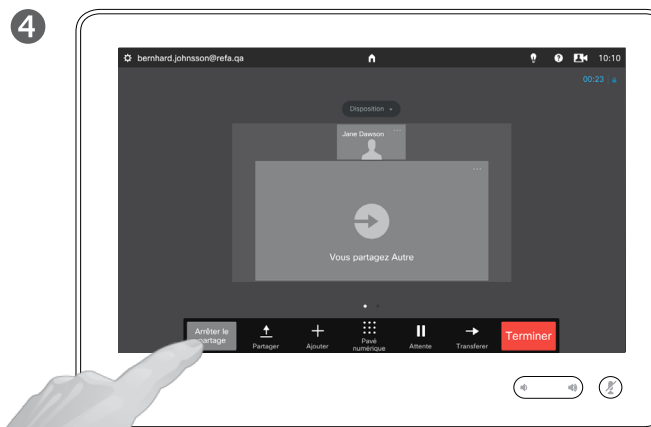 4
bernhard.johnsson@refa.qa
10:10
00:23
Disposition
Jane Dawson
Vous partagez Autre
Arrêter le
partage
Partager
Ajouter
Pavé
numérique
Attente
Transferer
Terminer